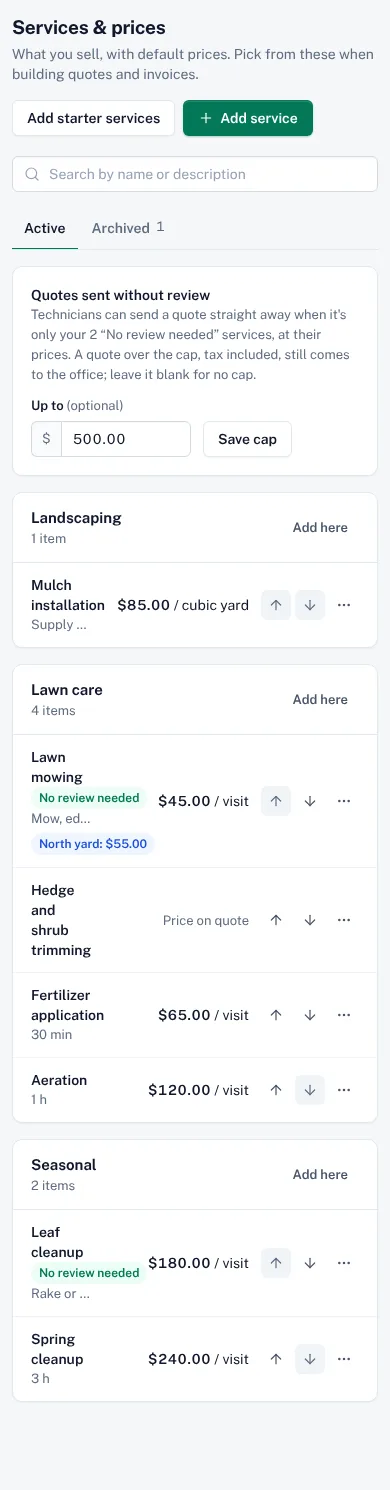 Services & prices
What you sell, with default prices. Pick from these when
building quotes and invoices.
Add starter services
Add service
Search by name or description
Active
Archived 1
Quotes sent without review
Technicians can send a quote straight away when it's
only your 2 “No review needed” services, at their
prices. A quote over the cap, tax included, still comes
to the office; leave it blank for no cap.
Up to (optional)
$ 500.00
Save cap
Landscaping
1 item
Add here
Mulch
installation
Supply ...
$85.00 / cubic yard
Lawn care
4 items
Add here
Lawn
mowing
No review needed
Mow, ed...
North yard: $55.00
$45.00 / visit
Hedge
and
shrub
trimming
Price on quote
Fertilizer
application
30 min
$65.00 / visit
Aeration
1 h
$120.00 / visit
Seasonal
2 items
Add here
Leaf
cleanup
No review needed
Rake or ...
$180.00 / visit
Spring
cleanup
3 h
$240.00 / visit